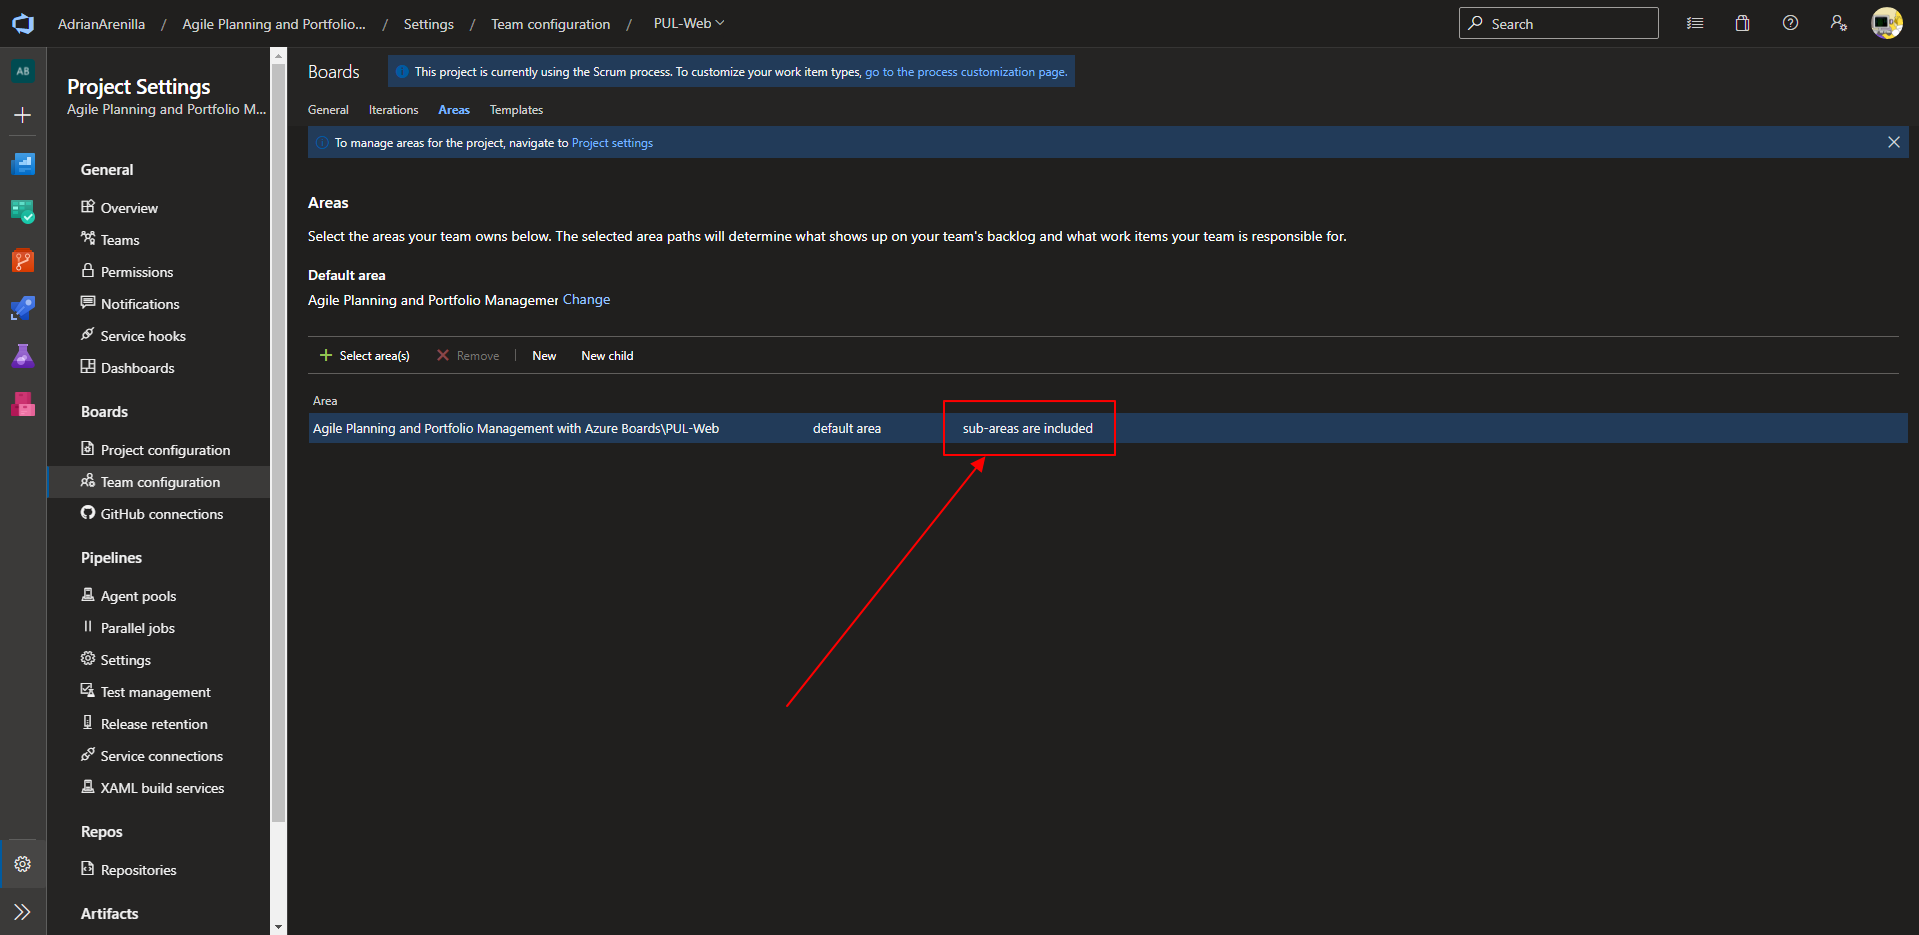 AdrianArenilla / Agile Planning and Portfolio... / Settings / Team configuration / PUL-Web
Search
AB
Project Settings
Agile Planning and Portfolio M...
General
Overview
Teams
Permissions
Notifications
Service hooks
Dashboards
Boards
Project configuration
Team configuration
GitHub connections
Pipelines
Agent pools
Parallel jobs
Settings
Test management
Release retention
Service connections
XAML build services
Repos
Repositories
Artifacts
Boards
This project is currently using the Scrum process. To customize your work item types, go to the process customization page.
General Iterations Areas Templates
To manage areas for the project, navigate to Project settings
Areas
Select the areas your team owns below. The selected area paths will determine what shows up on your team's backlog and what work items your team is responsible for.
Default area
Agile Planning and Portfolio Managemer Change
Select area(s) Remove New New child
Area
Agile Planning and Portfolio Management with Azure Boards\PUL-Web default area sub-areas are included